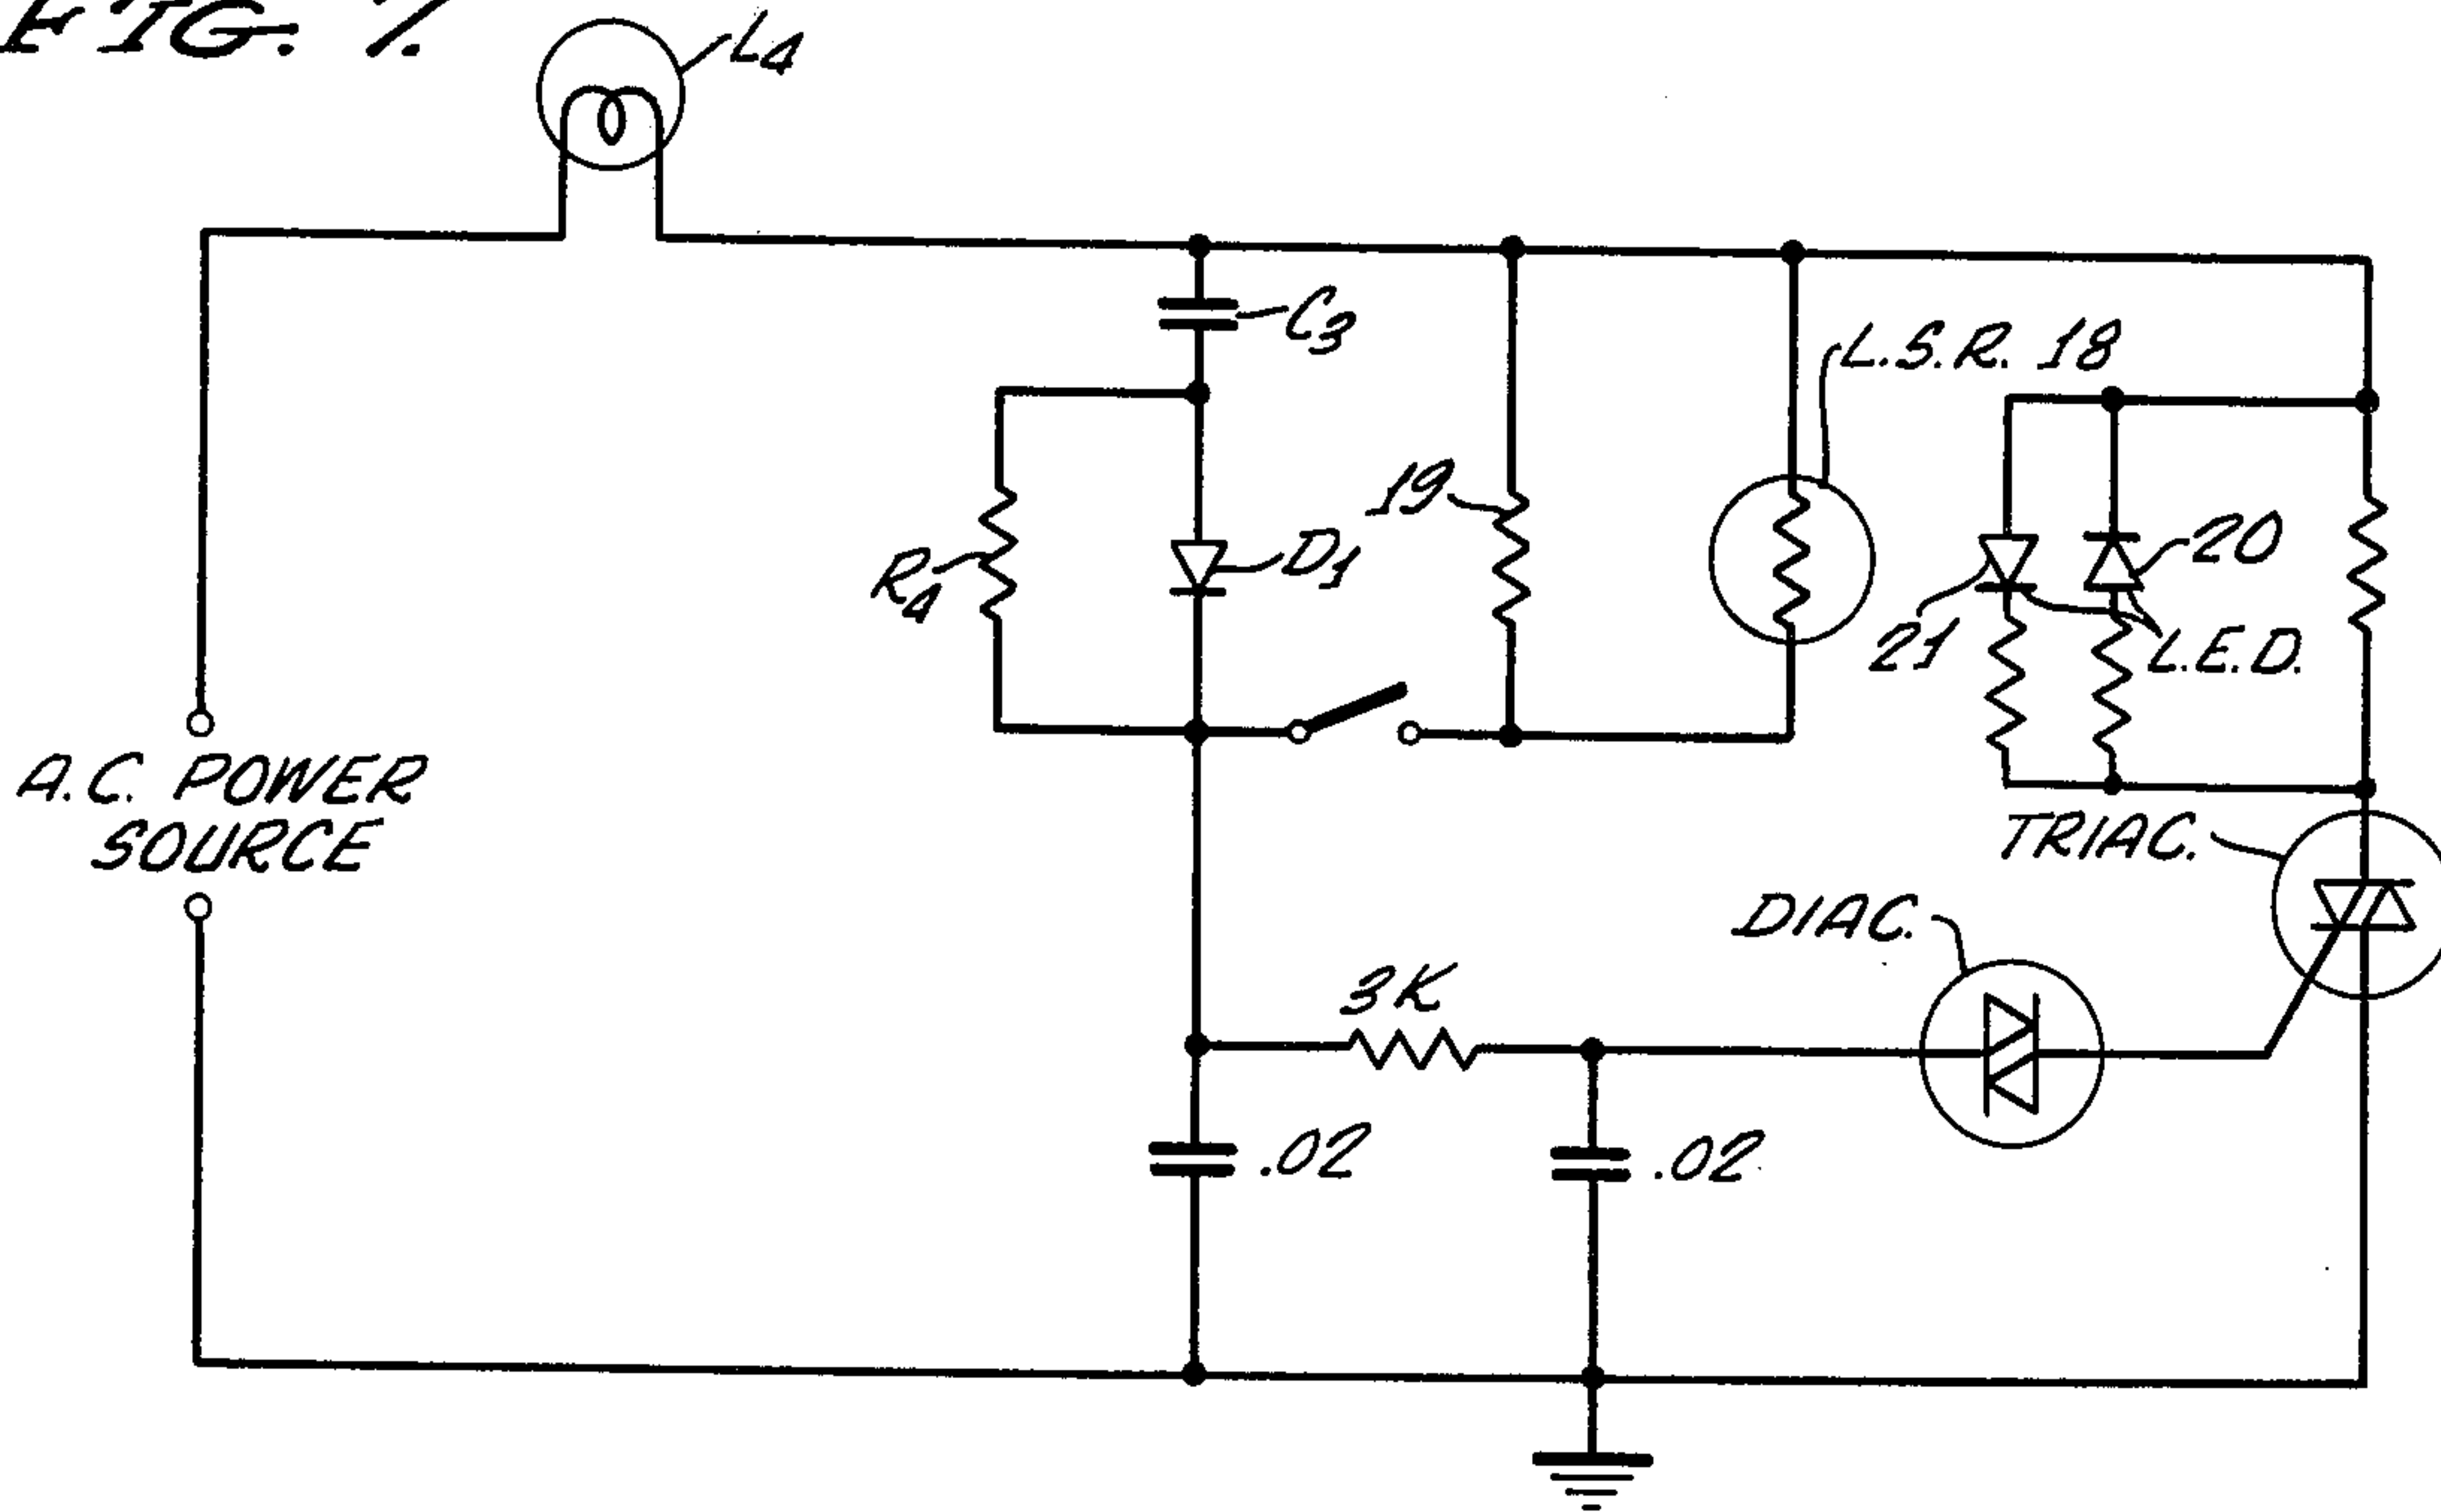 FIG. 7.
L4
C3
L.S.R. 18
19
R4
D1
20
21
L.E.D.
A.C. POWER
SOURCE
TRIAC.
DIAC.
3K
.02
.02